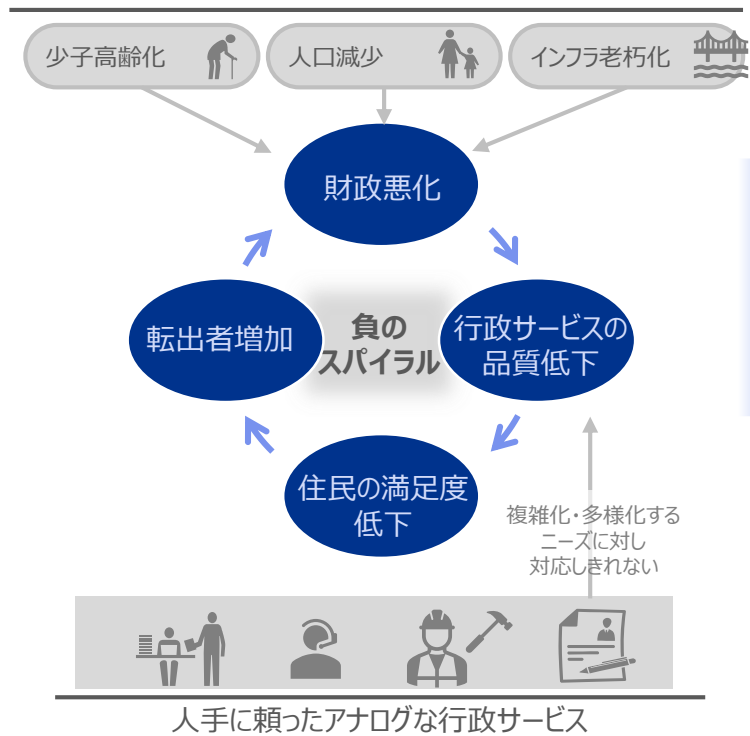 少子高齢化
人口減少
インフラ老朽化
財政悪化
転出者増加
負の
スパイラル
行政サービスの
品質低下
住民の満足度
低下
複雑化・多様化する
ニーズに対し
対応しきれない
人手に頼ったアナログな行政サービス